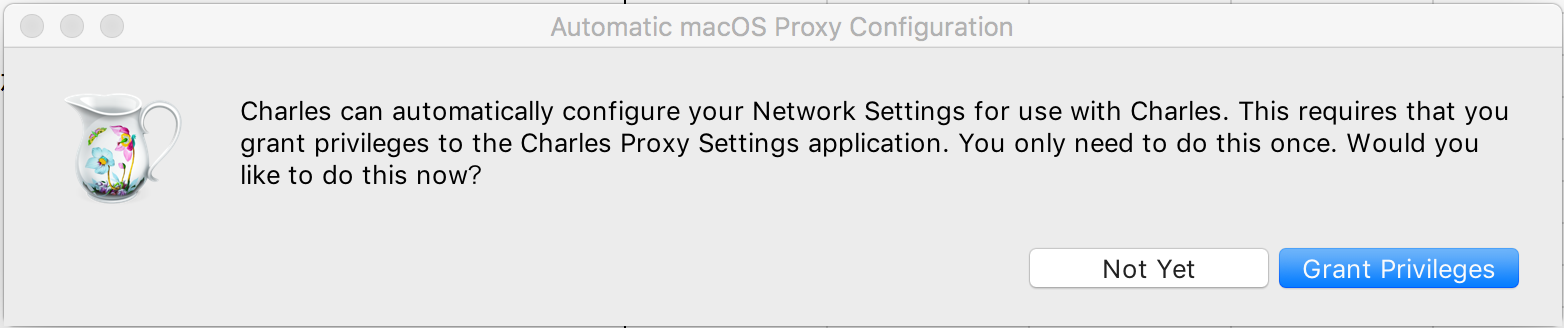 Automatic macOS Proxy Configuration
Charles can automatically configure your Network Settings for use with Charles. This requires that you
grant privileges to the Charles Proxy Settings application. You only need to do this once. Would you
like to do this now?
Not Yet
Grant Privileges